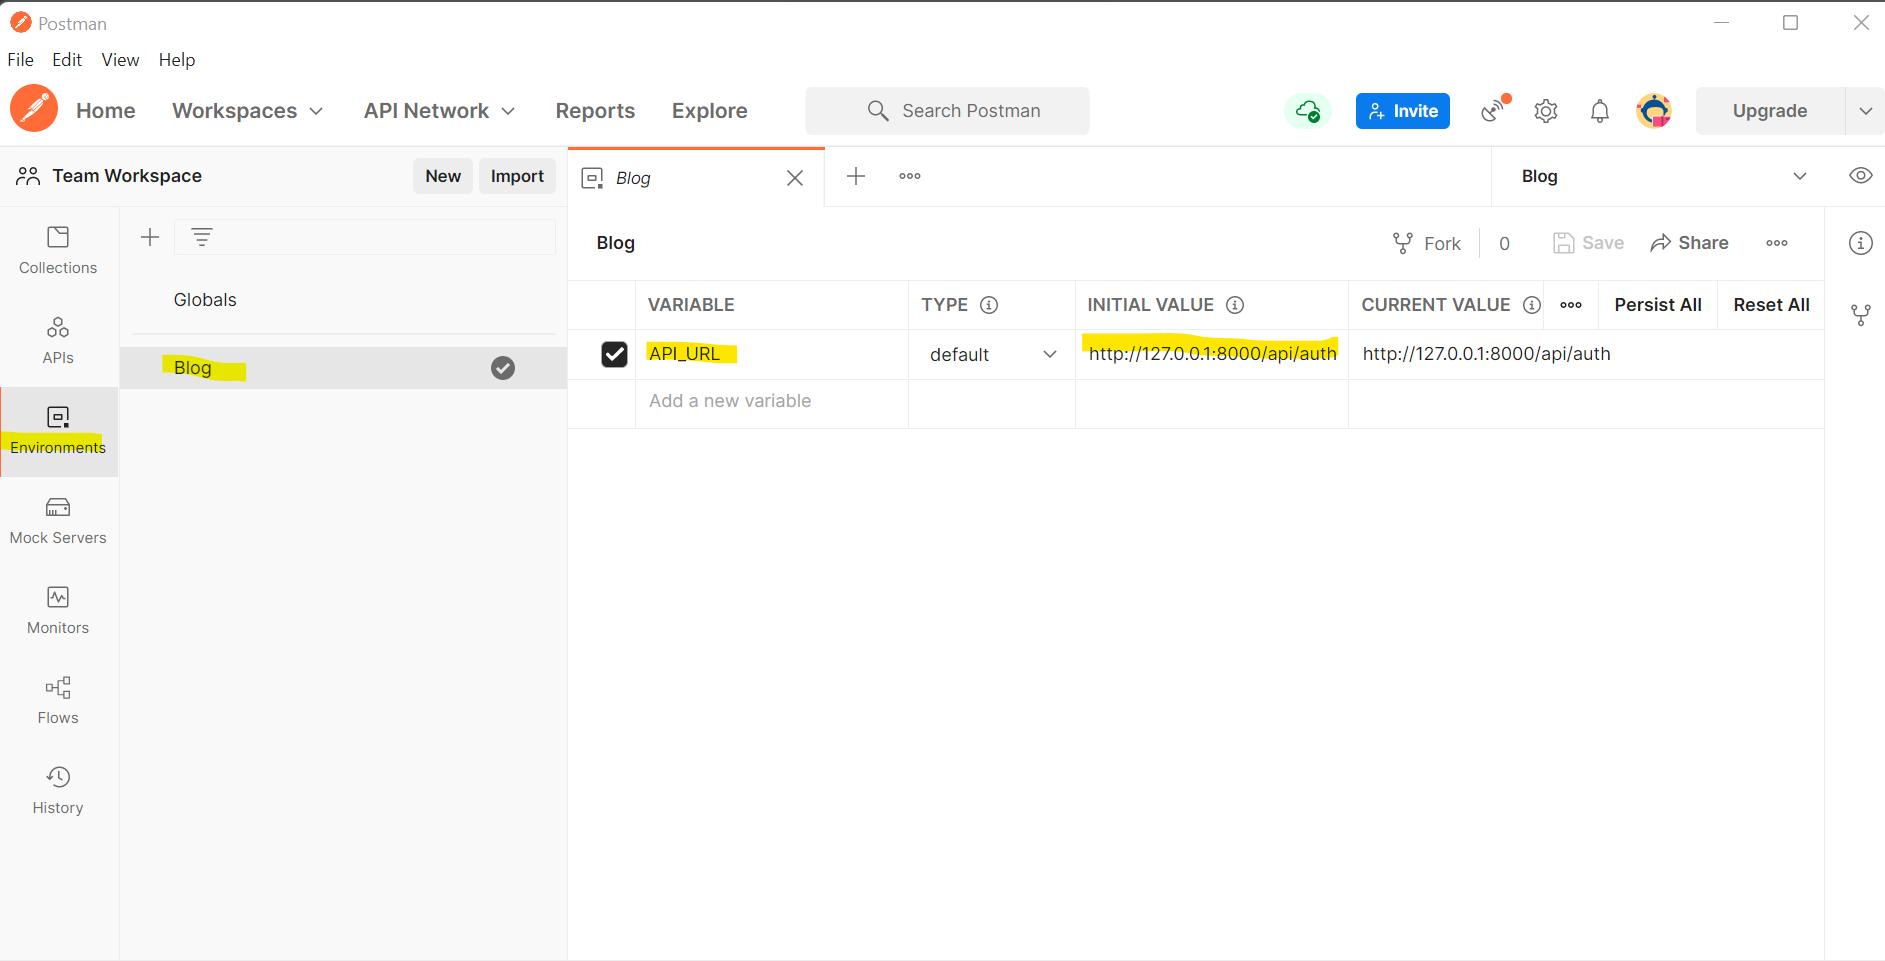 Postman
File Edit View Help
Home Workspaces API Network Reports Explore Search Postman Invite Upgrade
Team Workspace New Import Blog Blog
Collections
APIs
Environments
Mock Servers
Monitors
Flows
History
Globals
Blog
Blog Fork 0 Save Share
VARIABLE TYPE INITIAL VALUE CURRENT VALUE Persist All Reset All
API_URL default http://127.0.0.1:8000/api/auth http://127.0.0.1:8000/api/auth
Add a new variable